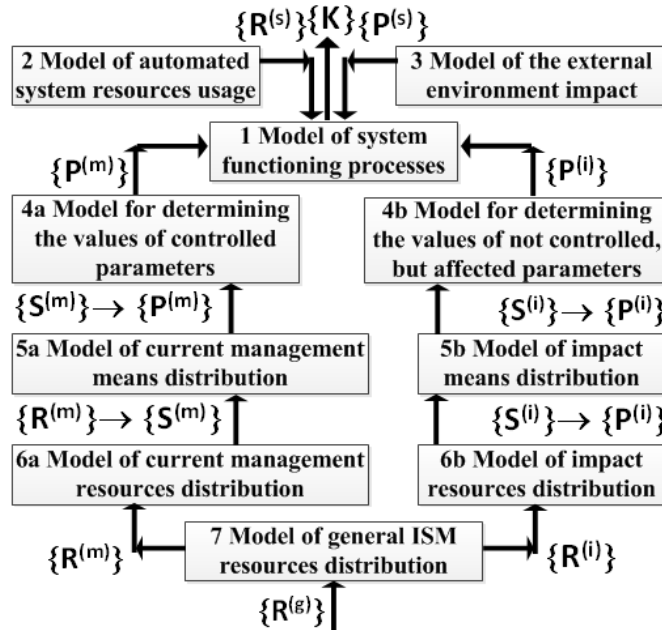 {R(s)} {K} {P(s)}
2 Model of automated
system resources usage
3 Model of the external
environment impact
1 Model of system
functioning processes
{P(m)}
{P(i)}
4a Model for determining
the values of controlled
parameters
4b Model for determining
the values of not controlled,
but affected parameters
{S(m)}→ {P(m)}
{S(i)}→ {P(i)}
5a Model of current management
means distribution
5b Model of impact
means distribution
{R(m)}→ {S(m)}
{S(i)}→ {P(i)}
6a Model of current management
resources distribution
6b Model of impact
resources distribution
{R(m)}
7 Model of general ISM
resources distribution
{R(i)}
{R(g)}